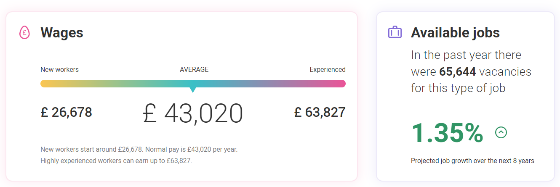 Wages
New workers AVERAGE Experienced
£ 26,678 £ 43,020 £ 63,827
New workers start around £26,678. Normal pay is £43,020 per year.
Highly experienced workers can earn up to £63,827.
Available jobs
In the past year there
were 65,644 vacancies
for this type of job
1.35%
Projected job growth over the next 8 years